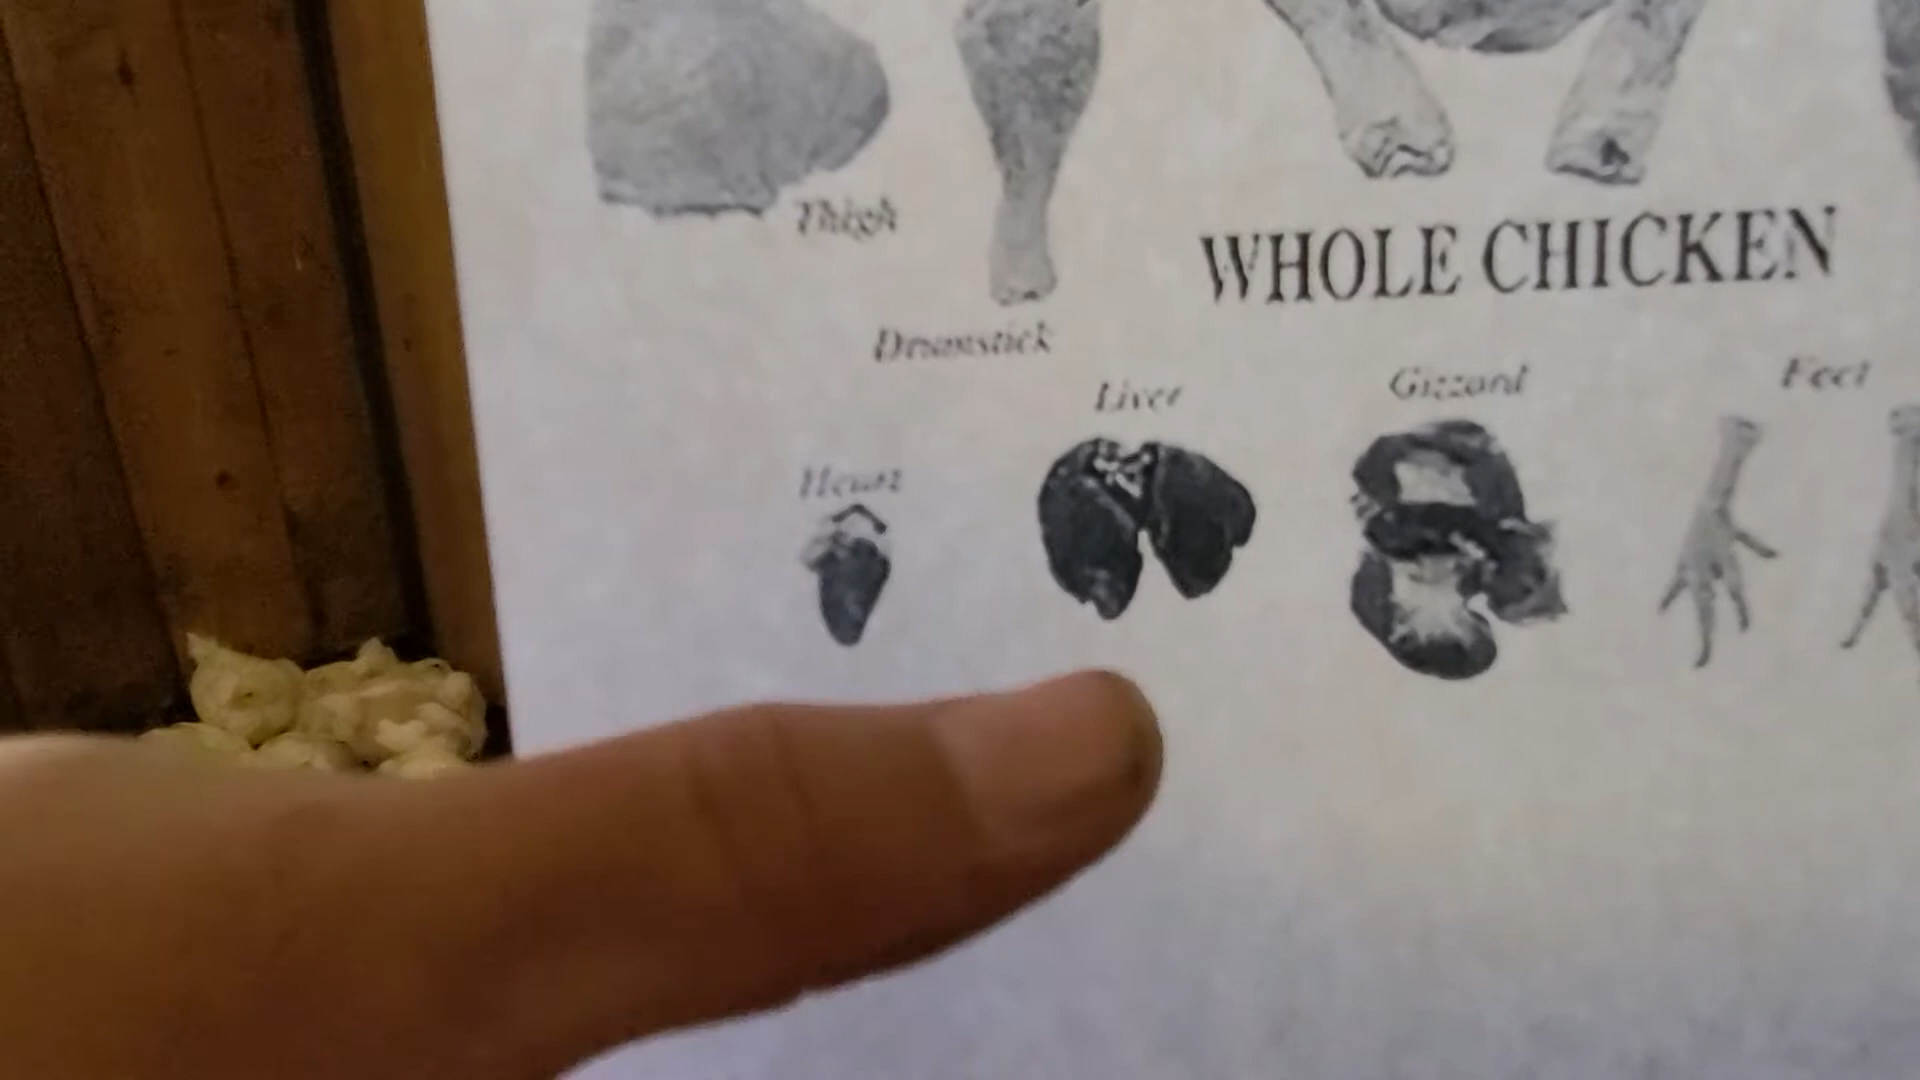 Thigh
WHOLE CHICKEN
Drumstick
Liver
Gizzard
Feet
Heart